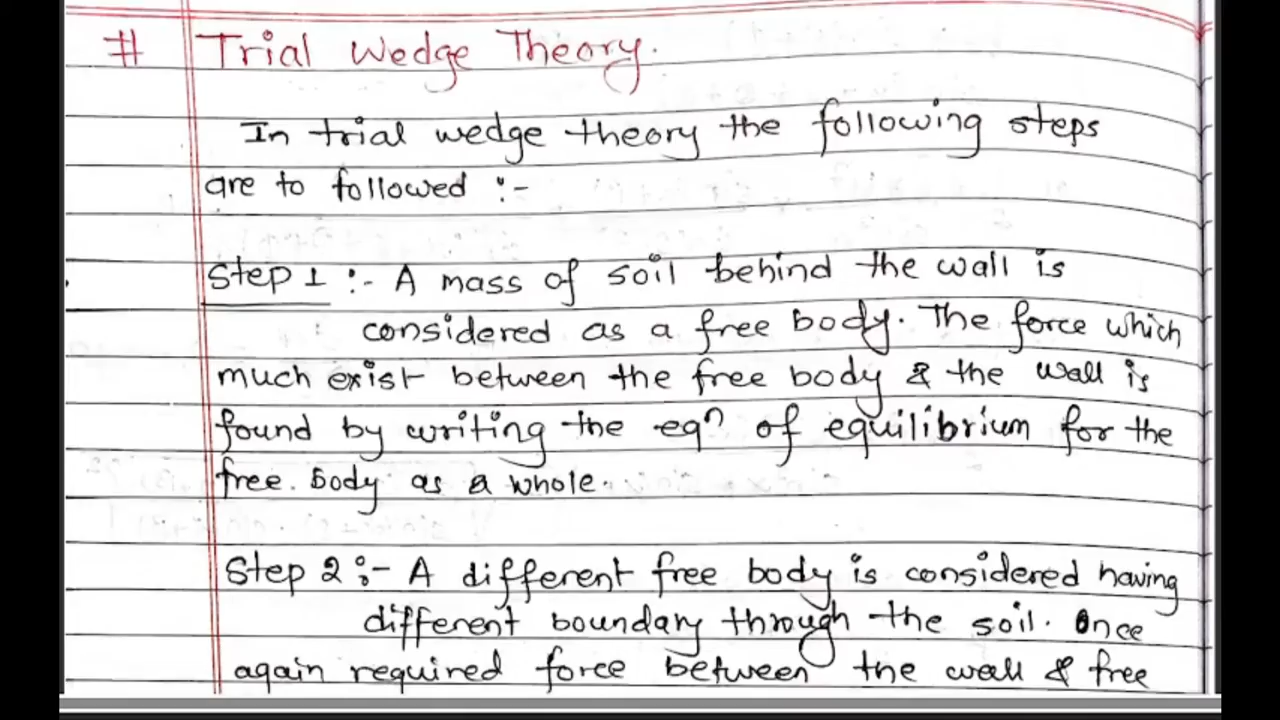 # Trial Wedge Theory.
In trial wedge theory the following steps
are to followed :-
Step 1 :- A mass of soil behind the wall is
considered as a free body. The force which
much exist between the free body & the wall is
found by writing the eqn of equilibrium for the
free. body as a whole.
Step 2 :- A different free body is considered having
different boundary through the soil. Once
again required force between the wall & free